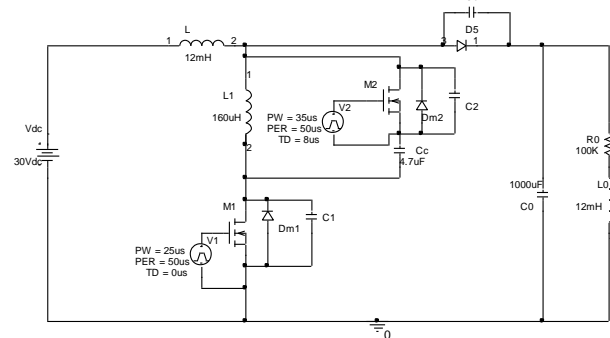 L
1 2
12mH
D5
3 1
1
L1
160uH
2
M2
V2
PW = 35us
PER = 50us
TD = 8us
Dm2
C2
Cc
4.7uF
Vdc
30Vdc
M1
V1
PW = 25us
PER = 50us
TD = 0us
Dm1
C1
1000uF
C0
R0
100K
L0
12mH
0